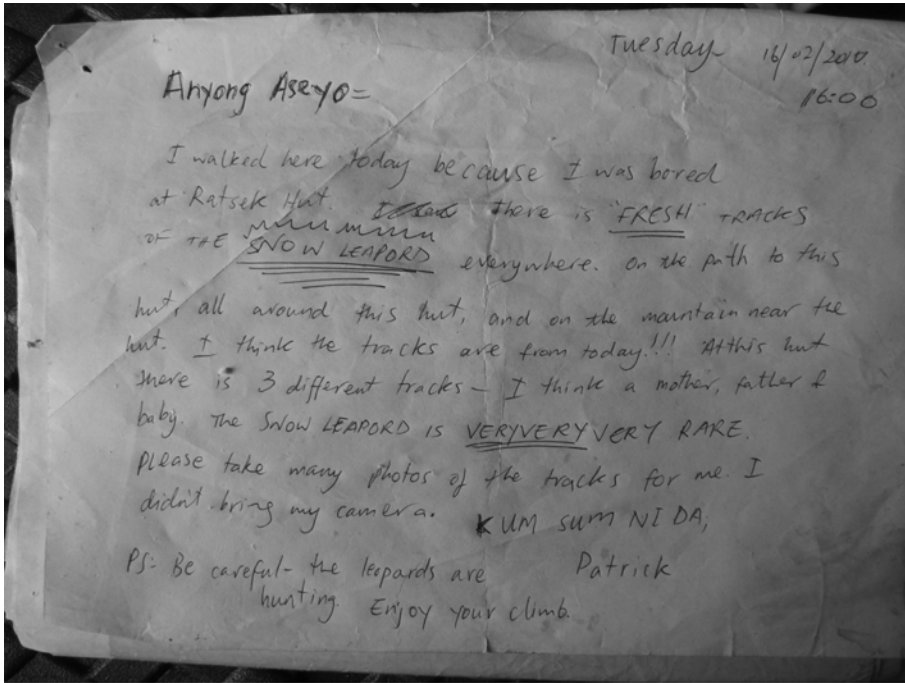 Tuesday 16/02/2010
16:00
Anyong Aseyo=
I walked here today because I was bored
at Ratsek Hut. There is "FRESH" TRACKS
OF THE SNOW LEAPORD everywhere. On the path to this
hut, all around this hut, and on the mountain near the
hut. I think the tracks are from today!!! At this hut
there is 3 different tracks - I think a mother, father &
baby. The SNOW LEAPORD IS VERY VERY VERY RARE.
Please take many photos of the tracks for me. I
didn't bring my camera. KUM SUM NI DA,
Patrick
PS: Be careful - the leopards are
hunting. Enjoy your climb.